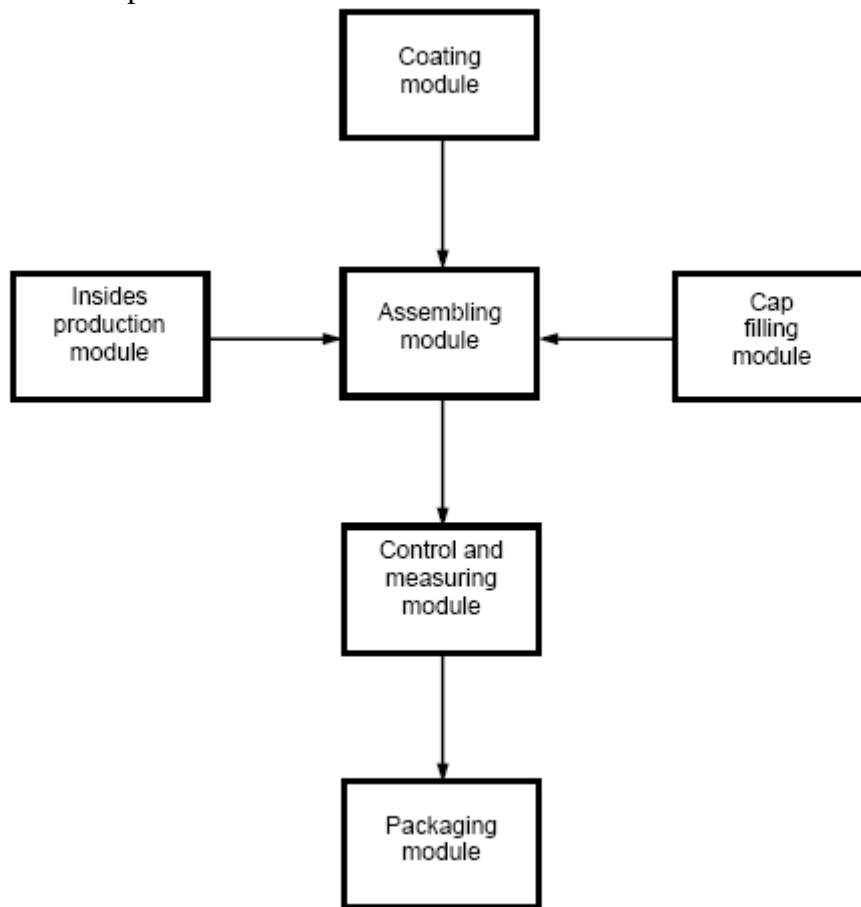 Coating
module
Insides
production
module
Assembling
module
Cap
filling
module
Control and
measuring
module
Packaging
module